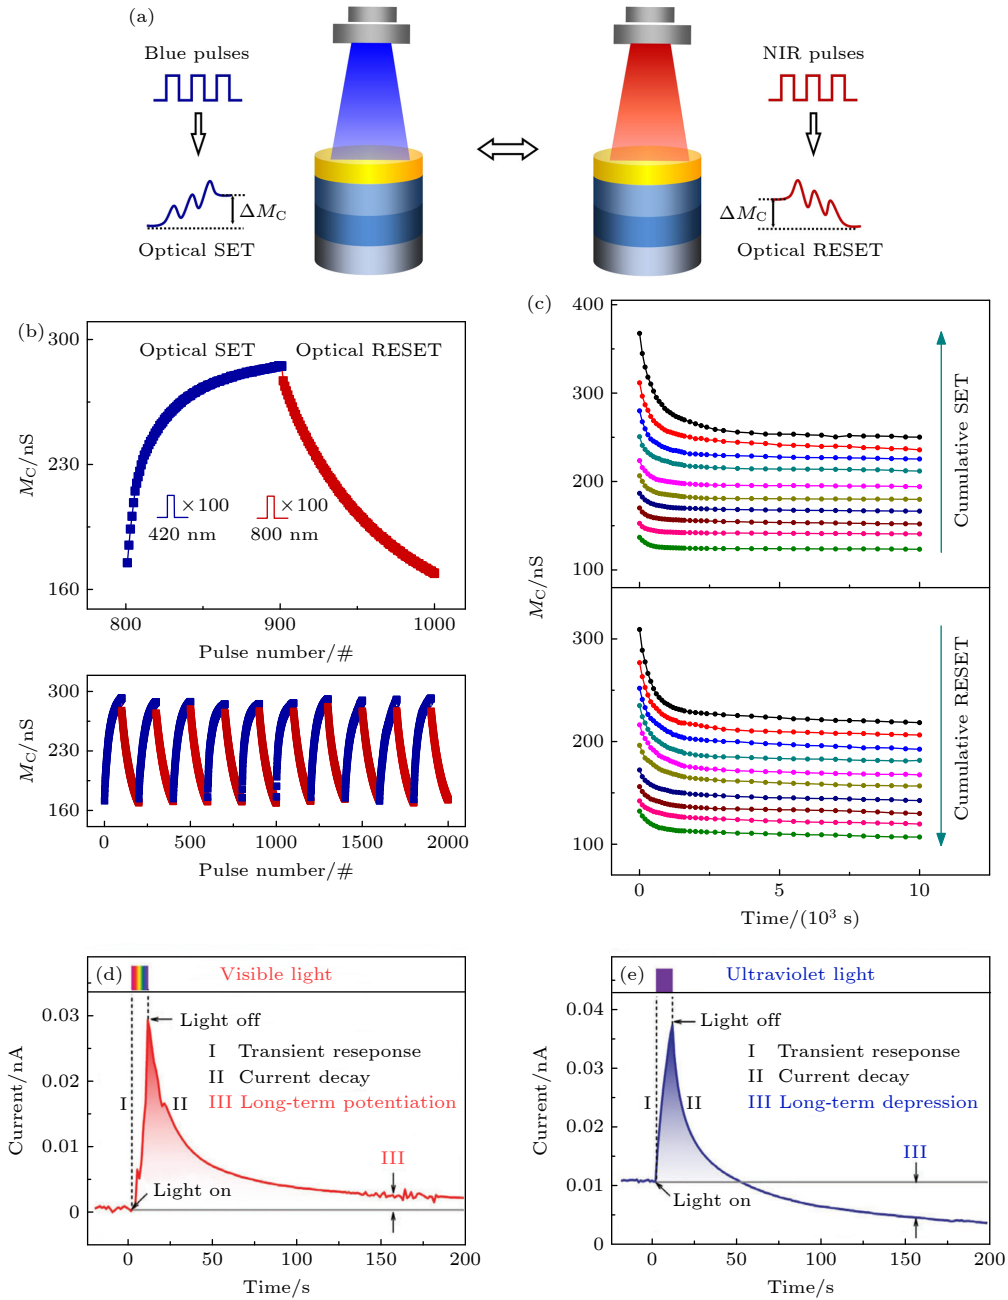 (a)
Blue pulses
NIR pulses
ΔM_C
ΔM_C
Optical SET
Optical RESET
(b)
300
Optical SET
Optical RESET
M_C/nS
230
×100
×100
420 nm
800 nm
160
800
900
1000
Pulse number/#
300
M_C/nS
230
160
0
500
1000
1500
2000
Pulse number/#
(c)
400
300
200
100
Cumulative SET
M_C/nS
300
200
100
Cumulative RESET
0
5
10
Time/(10³ s)
(d)
Visible light
0.03
Light off
I Transient reseponse
II Current decay
III Long-term potentiation
0.02
Current/nA
I
II
0.01
III
Light on
0
0
50
100
150
200
Time/s
(e)
Ultraviolet light
0.04
Light off
I Transient response
II Current decay
III Long-term depression
0.03
Current/nA
I
II
0.02
III
0.01
Light on
0
0
50
100
150
200
Time/s